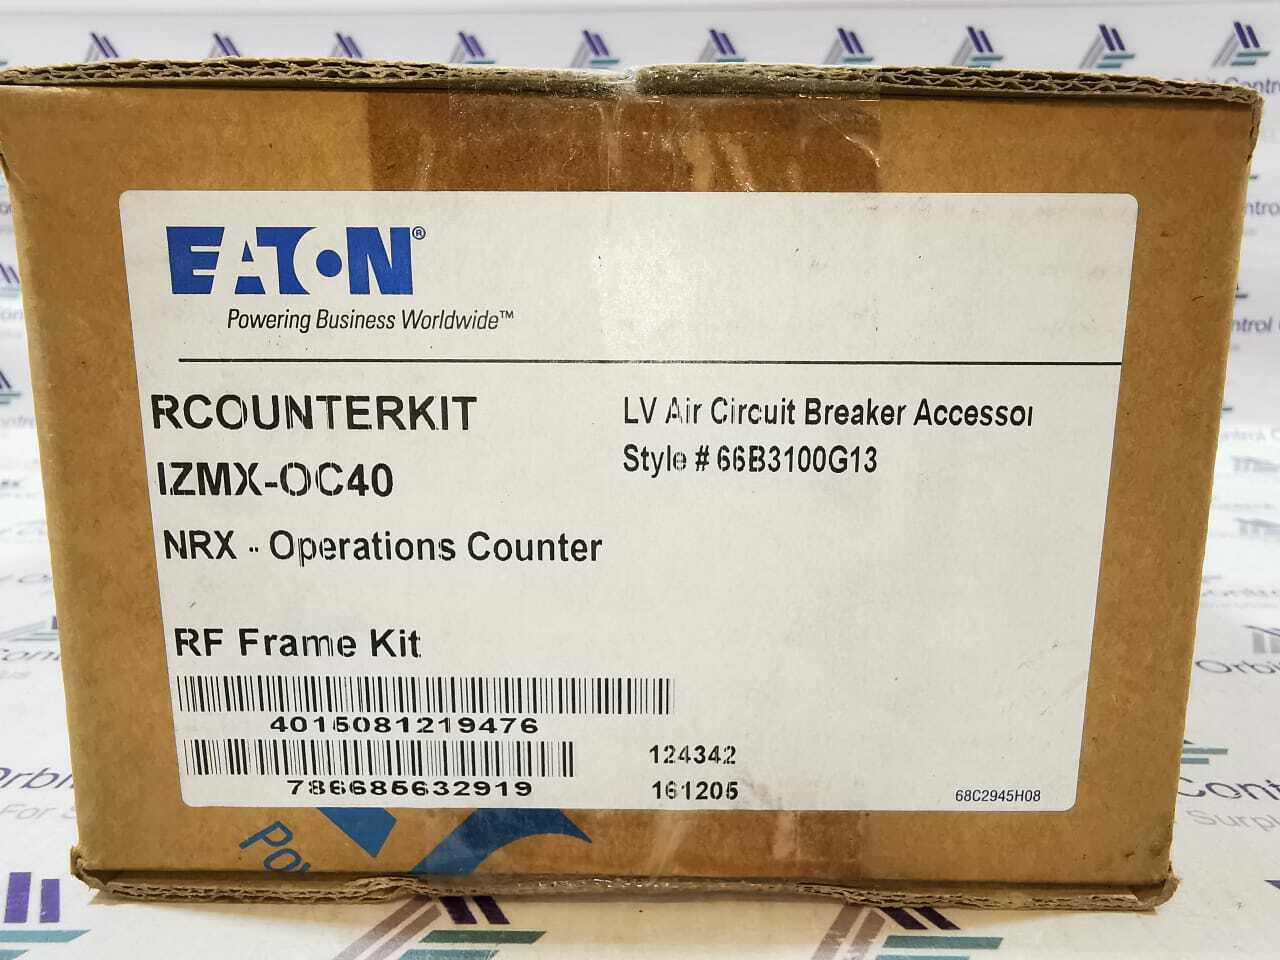 EATON®
Powering Business Worldwide™
RCOUNTERKIT
LV Air Circuit Breaker Accessor
IZMX-OC40
Style # 66B3100G13
NRX - Operations Counter
RF Frame Kit
4015081219476
786685632919
124342
161205
68C2945H08